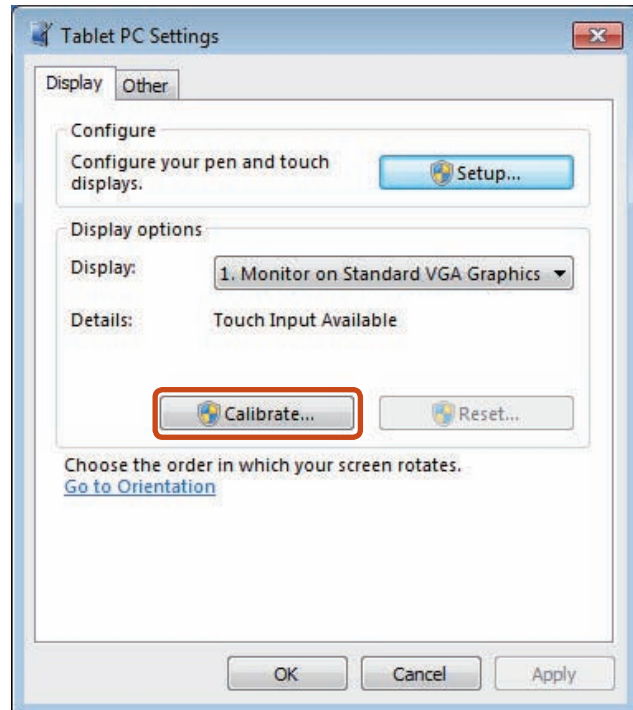 Tablet PC Settings
Display Other
Configure
Configure your pen and touch
displays.
Setup...
Display options
Display: 1. Monitor on Standard VGA Graphics
Details: Touch Input Available
Calibrate... Reset...
Choose the order in which your screen rotates.
Go to Orientation
OK Cancel Apply